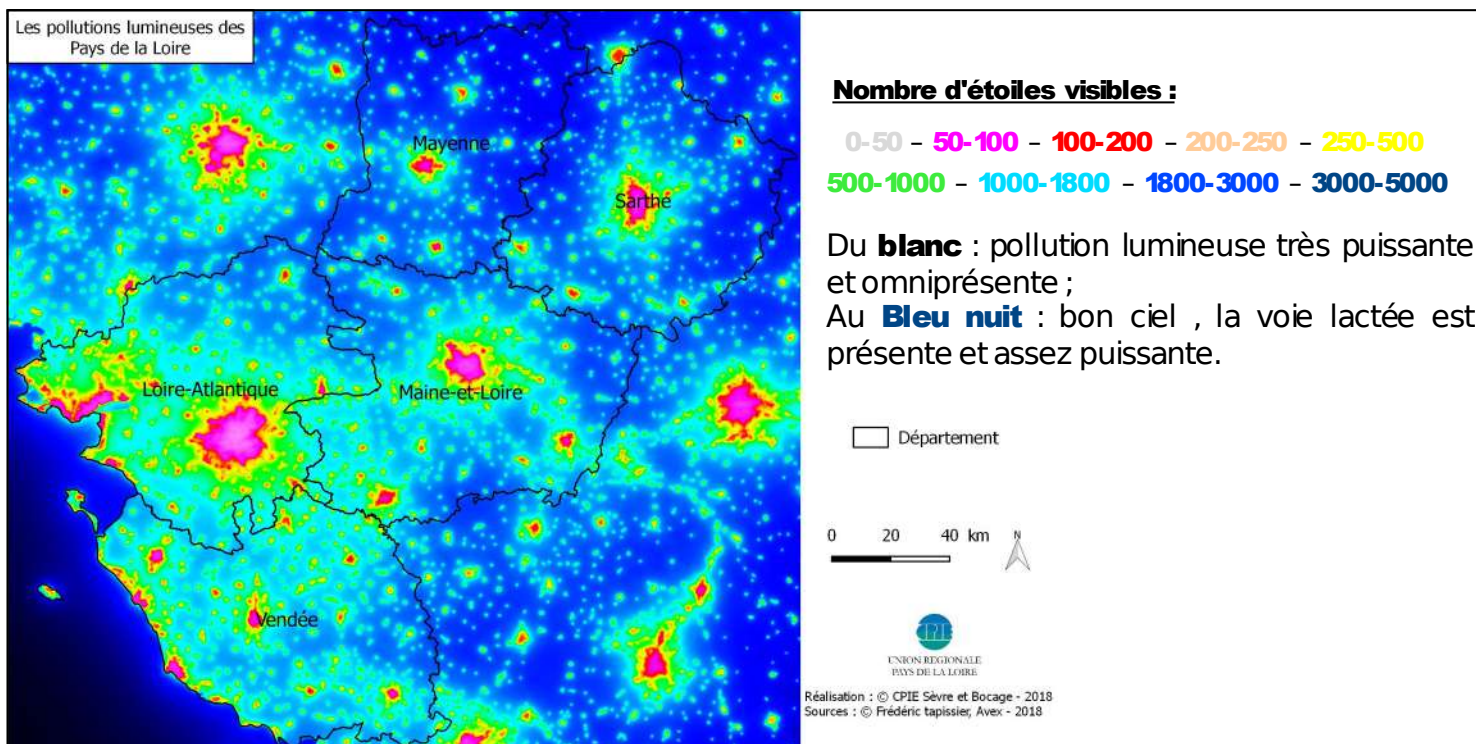 Les pollutions lumineuses des
Pays de la Loire
Mayenne
Sarthé
Loire-Atlantique
Maine-et-Loire
Vendée
Nombre d'étoiles visibles :
0-50 – 50-100 – 100-200 – 200-250 – 250-500
500-1000 – 1000-1800 – 1800-3000 – 3000-5000
Du blanc : pollution lumineuse très puissante
et omniprésente ;
Au Bleu nuit : bon ciel , la voie lactée est
présente et assez puissante.
Département
0 20 40 km N
CPIE
UNION REGIONALE
PAYS DE LA LOIRE
Réalisation : © CPIE Sèvre et Bocage - 2018
Sources : © Frédéric tapissier, Avex - 2018